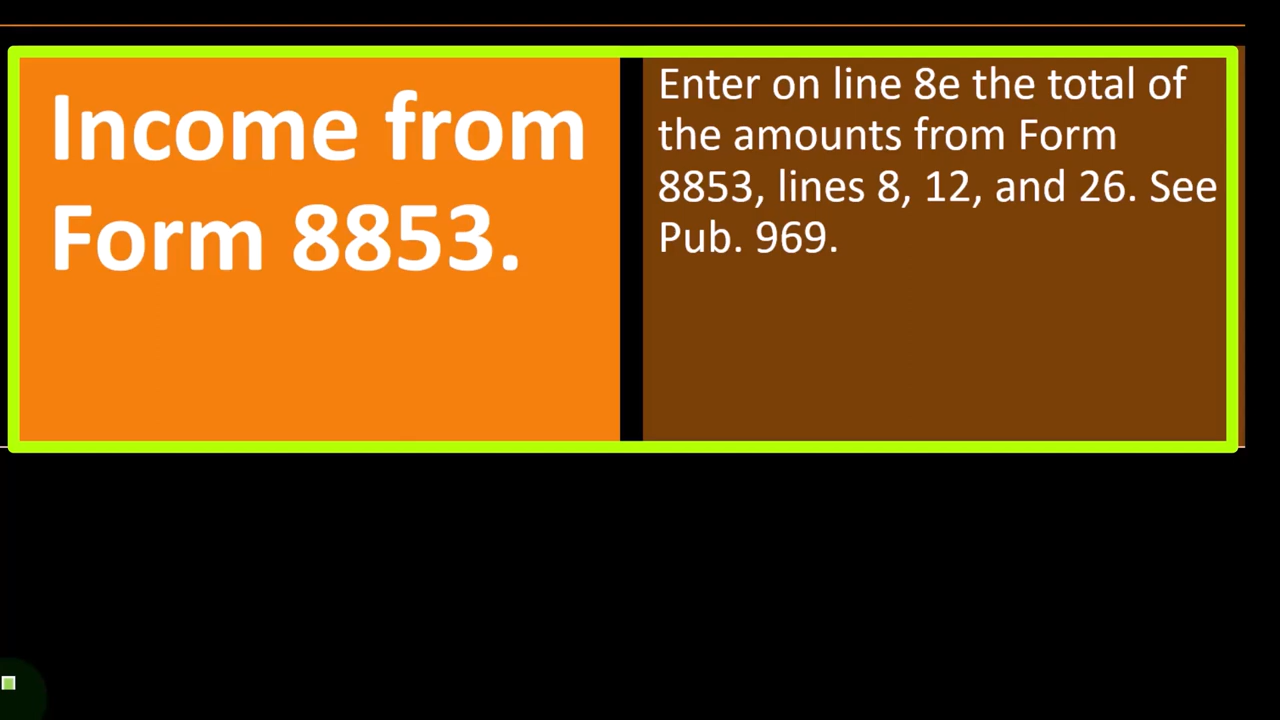 Income from
Form 8853.
Enter on line 8e the total of
the amounts from Form
8853, lines 8, 12, and 26. See
Pub. 969.